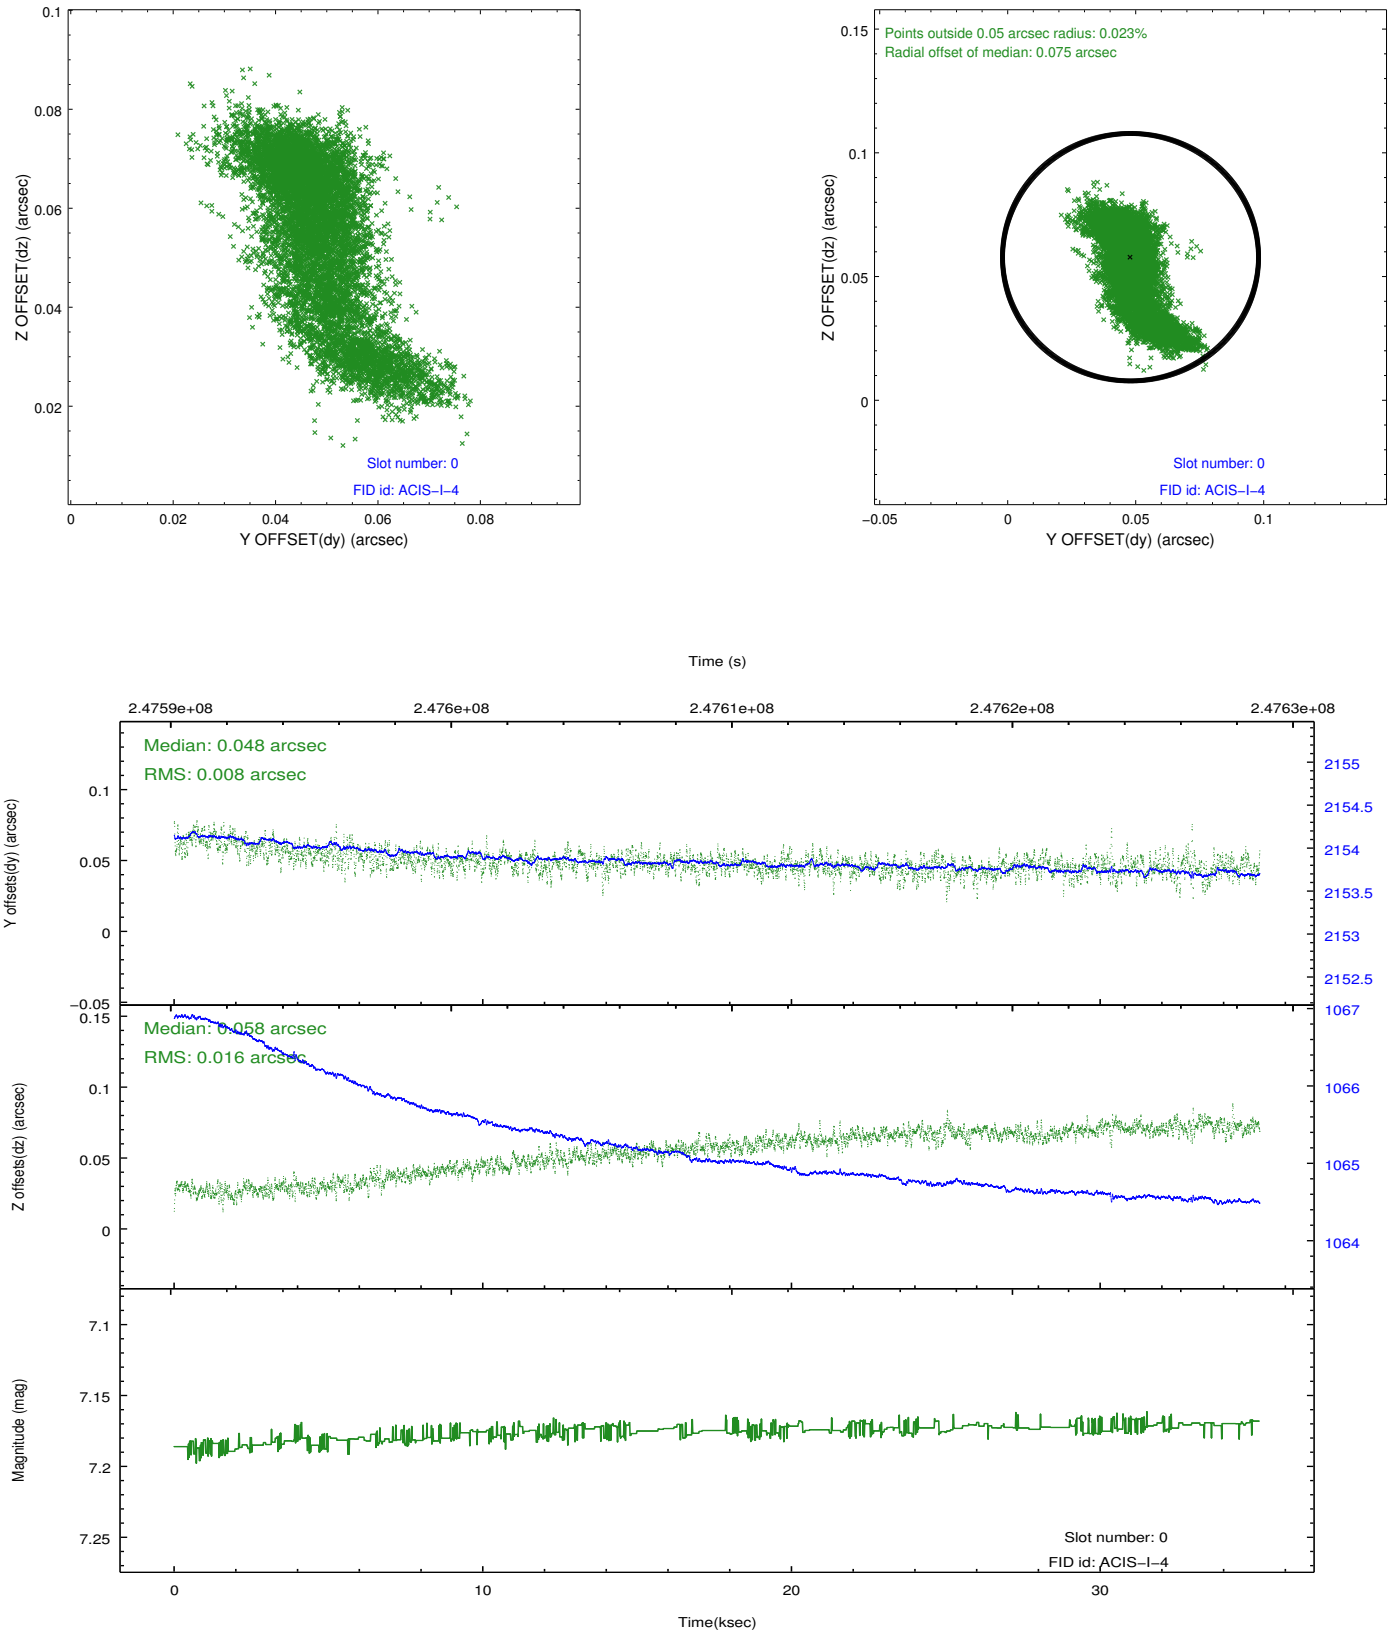 0.1
0.08
0.06
0.04
0.02
Z OFFSET(dz) (arcsec)
Slot number: 0
FID id: ACIS−I−4
0 0.02 0.04 0.06 0.08
Y OFFSET(dy) (arcsec)
Points outside 0.05 arcsec radius: 0.023%
Radial offset of median: 0.075 arcsec
0.15
0.1
0.05
0
Z OFFSET(dz) (arcsec)
Slot number: 0
FID id: ACIS−I−4
−0.05 0 0.05 0.1
Y OFFSET(dy) (arcsec)
Time (s)
2.4759e+08 2.476e+08 2.4761e+08 2.4762e+08 2.4763e+08
Median: 0.048 arcsec
RMS: 0.008 arcsec
0.1
0.05
0
−0.05
Y offsets(dy) (arcsec)
2155
2154.5
2154
2153.5
2153
2152.5
Median: 0.058 arcsec
RMS: 0.016 arcsec
0.15
0.1
0.05
0
Z offsets(dz) (arcsec)
1067
1066
1065
1064
7.1
7.15
7.2
7.25
Magnitude (mag)
Slot number: 0
FID id: ACIS−I−4
0 10 20 30
Time(ksec)